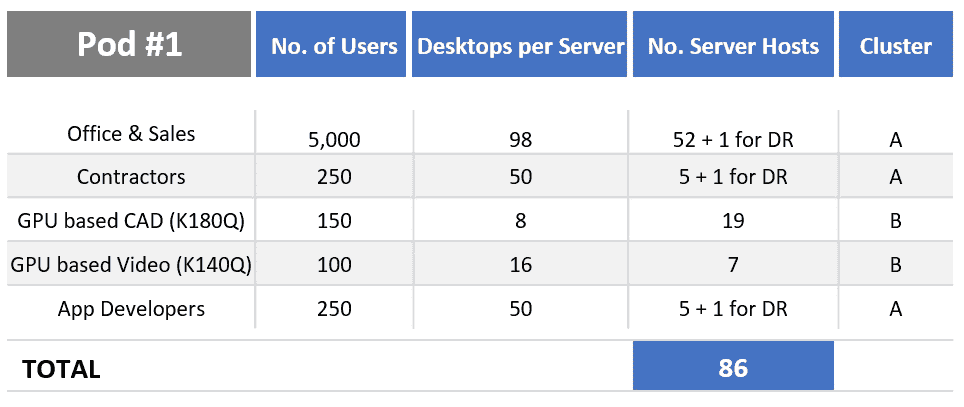 Pod #1 No. of Users Desktops per Server No. Server Hosts Cluster
Office & Sales 5,000 98 52 + 1 for DR A
Contractors 250 50 5 + 1 for DR A
GPU based CAD (K180Q) 150 8 19 B
GPU based Video (K140Q) 100 16 7 B
App Developers 250 50 5 + 1 for DR A
TOTAL 86